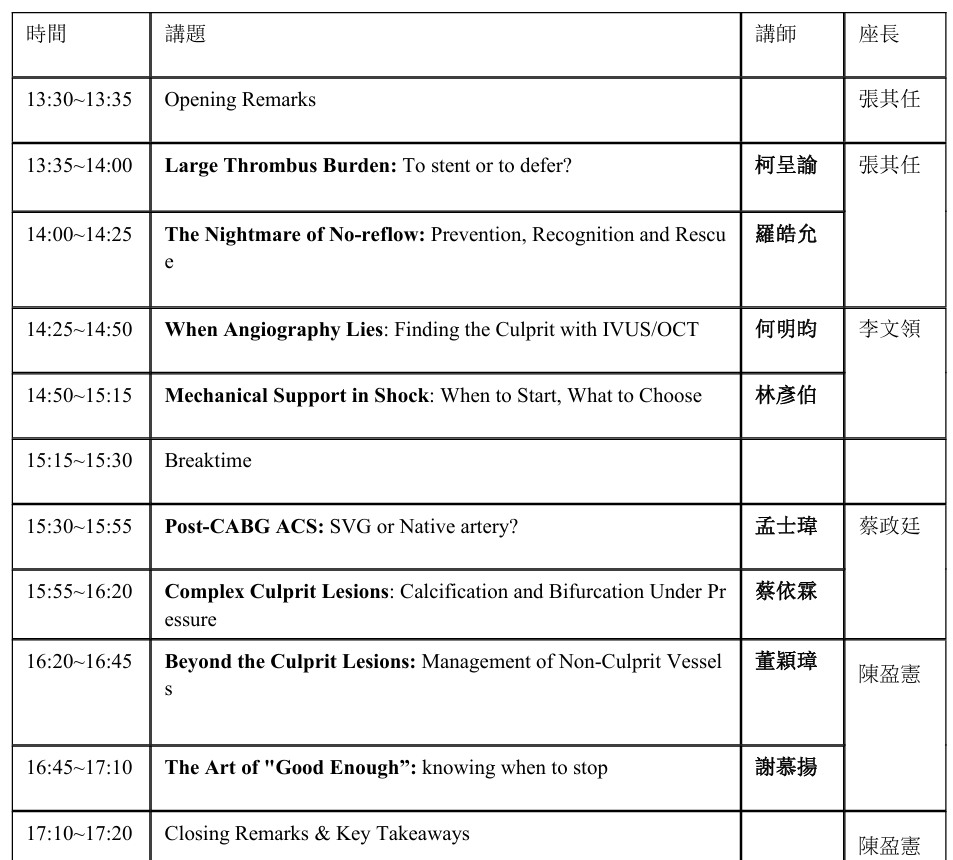 時間 講題 講師 座長
13:30~13:35 Opening Remarks 張其任
13:35~14:00 Large Thrombus Burden: To stent or to defer? 柯呈諭 張其任
14:00~14:25 The Nightmare of No-reflow: Prevention, Recognition and Rescu 羅皓允
e
14:25~14:50 When Angiography Lies: Finding the Culprit with IVUS/OCT 何明昀 李文領
14:50~15:15 Mechanical Support in Shock: When to Start, What to Choose 林彥伯
15:15~15:30 Breaktime
15:30~15:55 Post-CABG ACS: SVG or Native artery? 孟士瑋 蔡政廷
15:55~16:20 Complex Culprit Lesions: Calcification and Bifurcation Under Pr 蔡依霖
essure
16:20~16:45 Beyond the Culprit Lesions: Management of Non-Culprit Vessel 董穎璋
s
陳盈憲
16:45~17:10 The Art of "Good Enough”: knowing when to stop 謝慕揚
17:10~17:20 Closing Remarks & Key Takeaways
陳盈憲